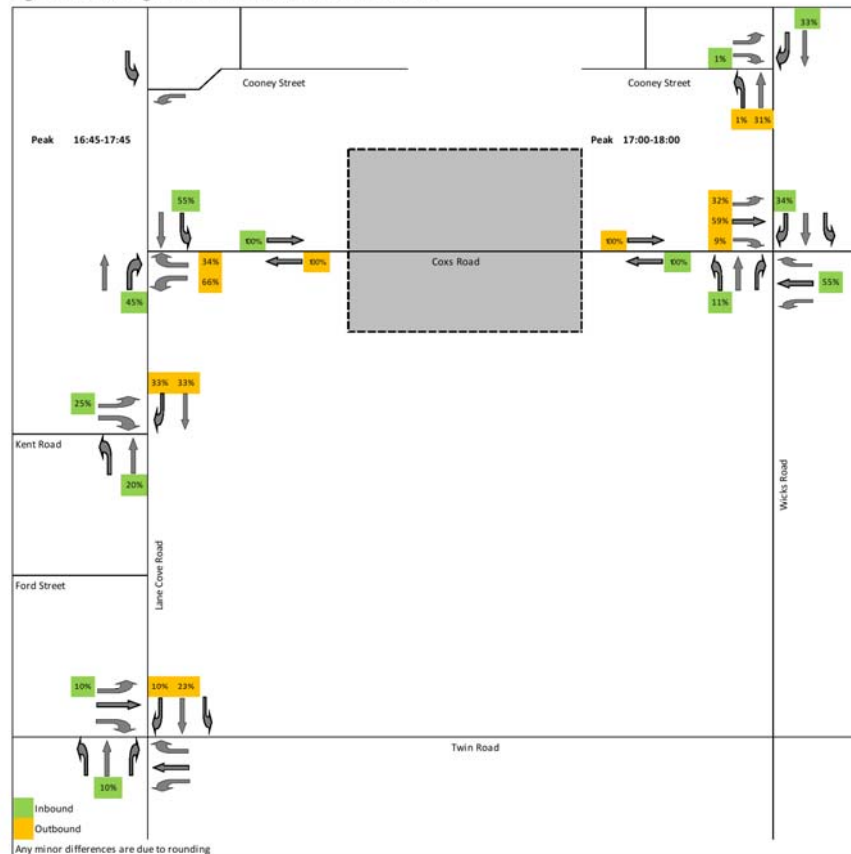 33%
1%
Cooney Street
Cooney Street
1% 31%
Peak 16:45-17:45
Peak 17:00-18:00
55%
32%
34%
59%
100%
100%
9%
34%
100%
Coxs Road
100%
66%
45%
11%
55%
33% 33%
25%
Kent Road
20%
Wicks Road
Ford Street
Lane Cove Road
10%
10% 23%
Twin Road
10%
Inbound
Outbound
Any minor differences are due to rounding